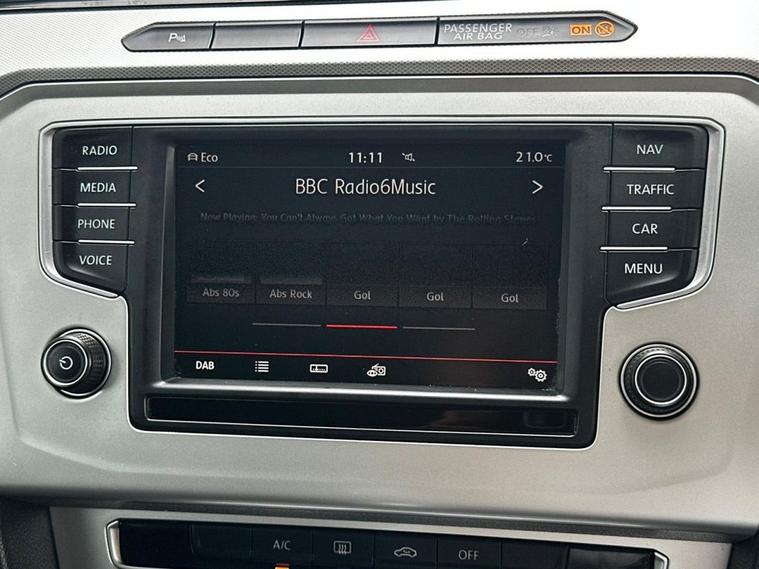 P
PASSENGER
AIR BAG OFF ON
RADIO
MEDIA
PHONE
VOICE
Eco 11:11 21.0°C
BBC Radio6Music
Now Playing: You Can't Always Get What You Want by The Rolling Stones
Abs 80s Abs Rock Gol Gol Gol
DAB
NAV
TRAFFIC
CAR
MENU
A/C OFF